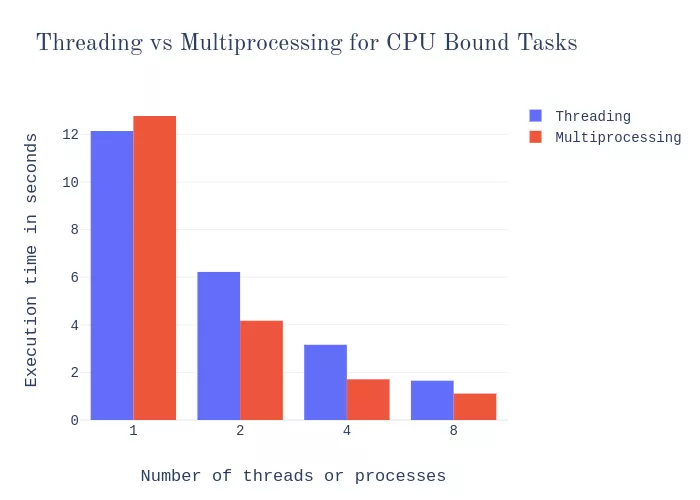 Threading vs Multiprocessing for CPU Bound Tasks
Threading
Multiprocessing
Execution time in seconds
12
10
8
6
4
2
0
1 2 4 8
Number of threads or processes